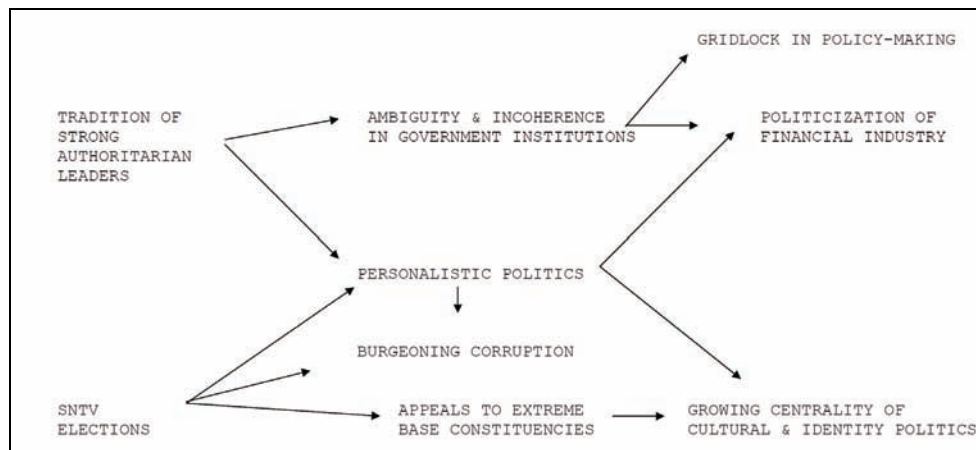 GRIDLOCK IN POLICY-MAKING
TRADITION OF
STRONG
AUTHORITARIAN
LEADERS
AMBIGUITY & INCOHERENCE
IN GOVERNMENT INSTITUTIONS
POLITICIZATION OF
FINANCIAL INDUSTRY
PERSONALISTIC POLITICS
BURGEONING CORRUPTION
SNTV
ELECTIONS
APPEALS TO EXTREME
BASE CONSTITUENCIES
GROWING CENTRALITY OF
CULTURAL & IDENTITY POLITICS